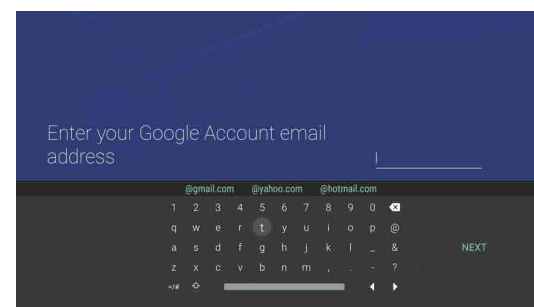 Enter your Google Account email
address
@gmail.com @yahoo.com @hotmail.com
1 2 3 4 5 6 7 8 9 0
q w e r t y u i o p @
a s d f g h j k l _ &
NEXT
z x c v b n m , . - ?
=/#